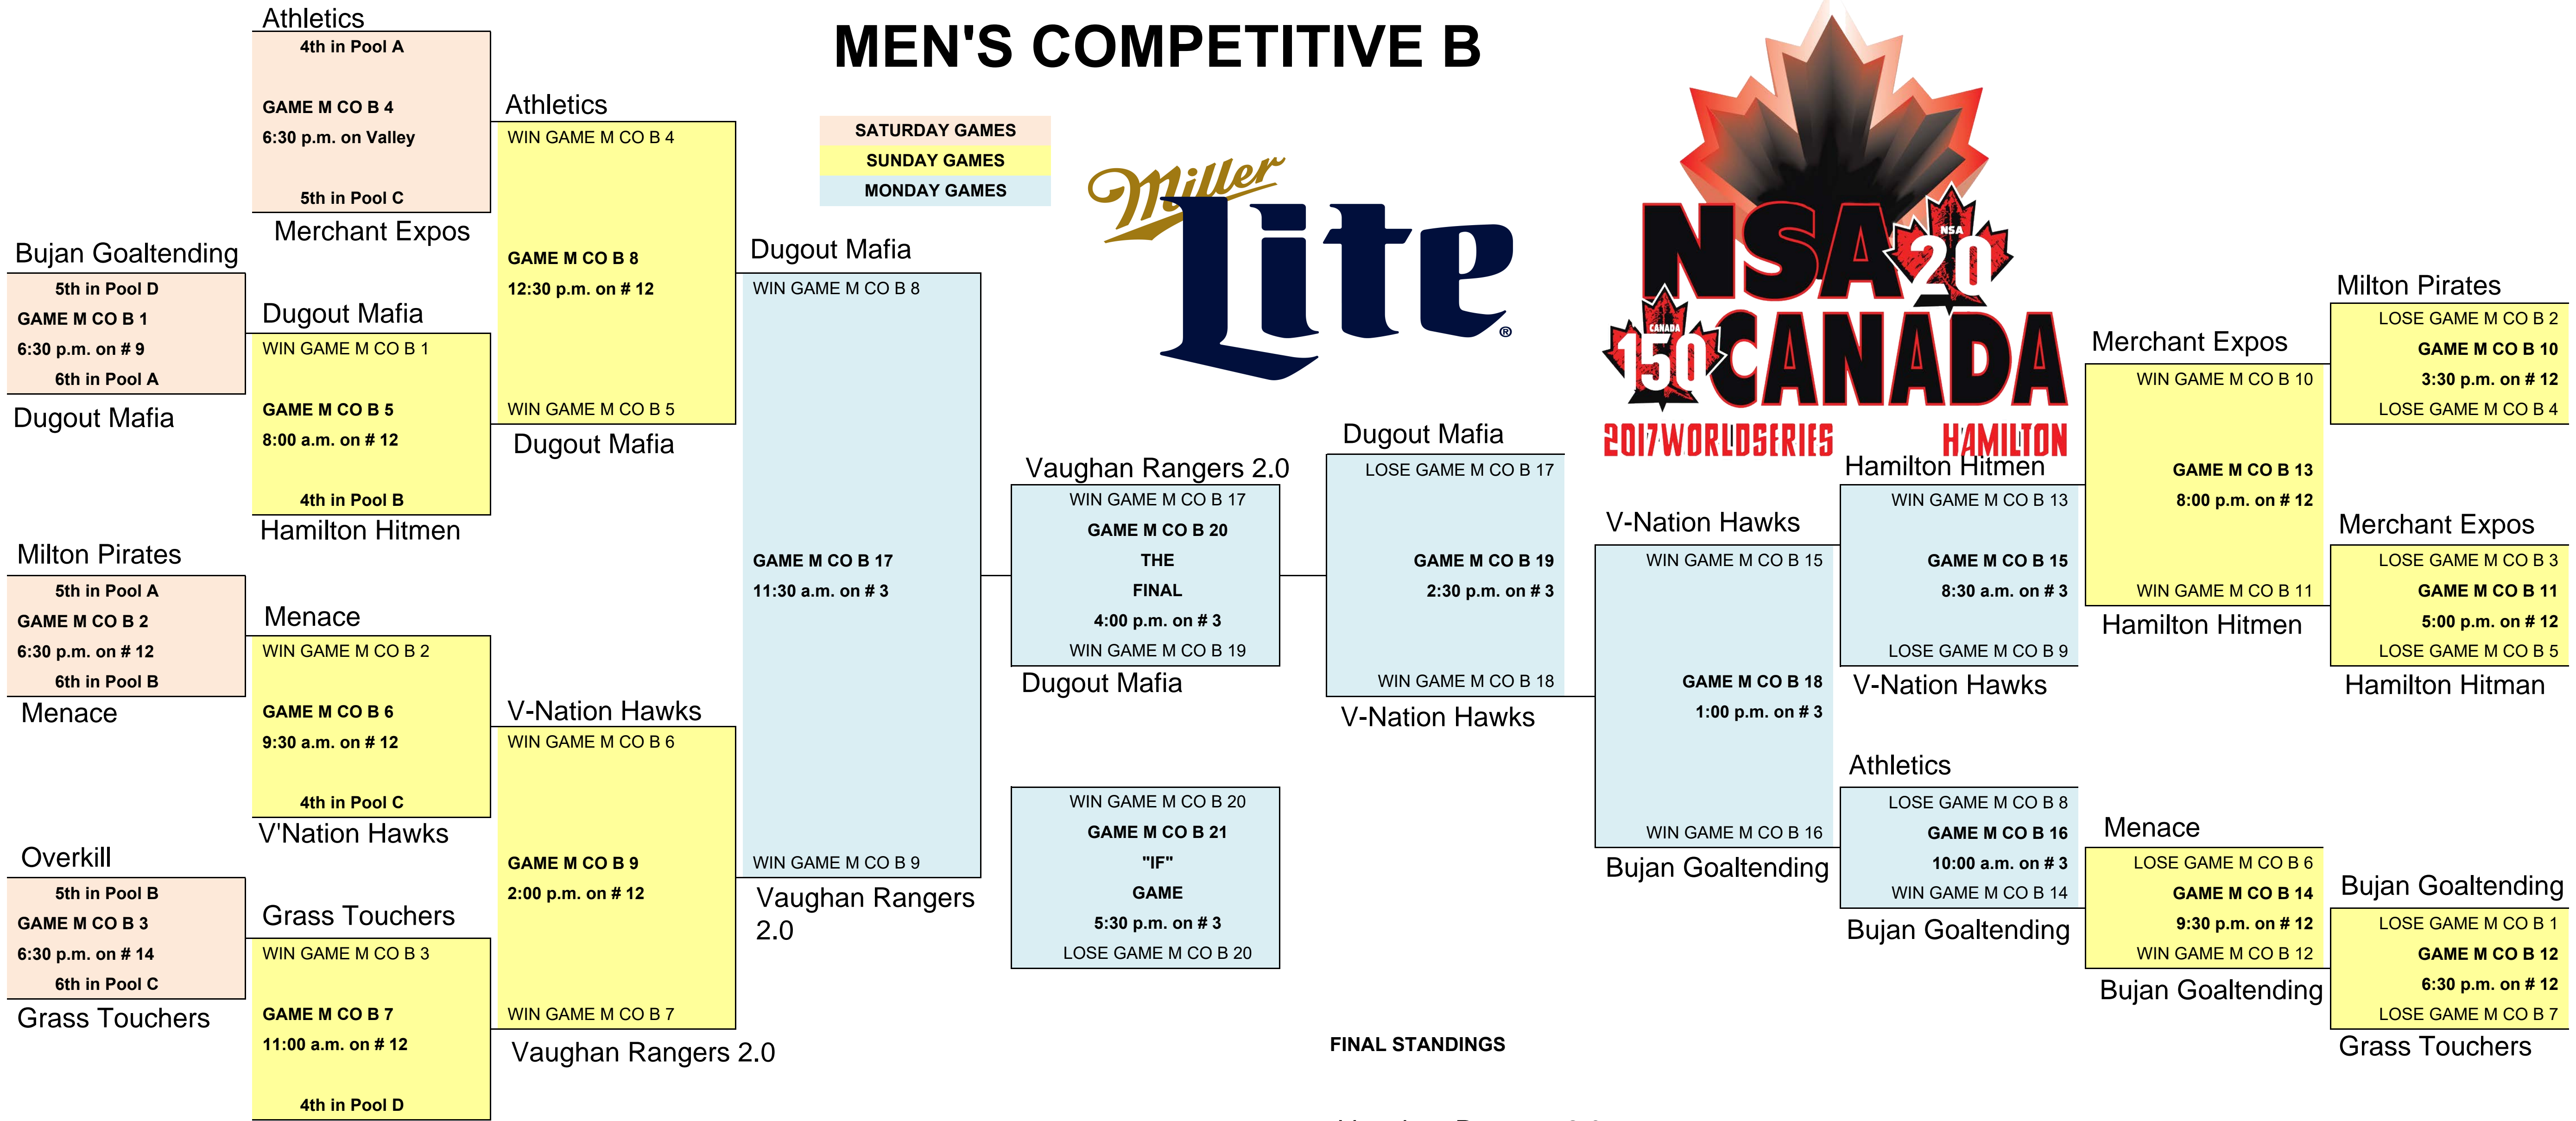 MEN'S COMPETITIVE B
SATURDAY GAMES
SUNDAY GAMES
MONDAY GAMES
Miller
Lite®
NSA
NSA
20
CANADA
150
CANADA
2017 WORLD SERIES HAMILTON
Athletics
4th in Pool A
GAME M CO B 4
6:30 p.m. on Valley
5th in Pool C
Merchant Expos
Bujan Goaltending
5th in Pool D
GAME M CO B 1
6:30 p.m. on # 9
6th in Pool A
Dugout Mafia
Dugout Mafia
WIN GAME M CO B 1
GAME M CO B 5
8:00 a.m. on # 12
4th in Pool B
Hamilton Hitmen
Milton Pirates
5th in Pool A
GAME M CO B 2
6:30 p.m. on # 12
6th in Pool B
Menace
Menace
WIN GAME M CO B 2
GAME M CO B 6
9:30 a.m. on # 12
4th in Pool C
V'Nation Hawks
Overkill
5th in Pool B
GAME M CO B 3
6:30 p.m. on # 14
6th in Pool C
Grass Touchers
Grass Touchers
WIN GAME M CO B 3
GAME M CO B 7
11:00 a.m. on # 12
4th in Pool D
Athletics
WIN GAME M CO B 4
GAME M CO B 8
12:30 p.m. on # 12
WIN GAME M CO B 5
Dugout Mafia
V-Nation Hawks
WIN GAME M CO B 6
GAME M CO B 9
2:00 p.m. on # 12
WIN GAME M CO B 7
Vaughan Rangers 2.0
Dugout Mafia
WIN GAME M CO B 8
GAME M CO B 17
11:30 a.m. on # 3
WIN GAME M CO B 9
Vaughan Rangers
2.0
Vaughan Rangers 2.0
WIN GAME M CO B 17
GAME M CO B 20
THE
FINAL
4:00 p.m. on # 3
WIN GAME M CO B 19
Dugout Mafia
WIN GAME M CO B 20
GAME M CO B 21
"IF"
GAME
5:30 p.m. on # 3
LOSE GAME M CO B 20
Dugout Mafia
LOSE GAME M CO B 17
GAME M CO B 19
2:30 p.m. on # 3
WIN GAME M CO B 18
V-Nation Hawks
V-Nation Hawks
WIN GAME M CO B 15
GAME M CO B 18
1:00 p.m. on # 3
WIN GAME M CO B 16
Bujan Goaltending
Hamilton Hitmen
WIN GAME M CO B 13
GAME M CO B 15
8:30 a.m. on # 3
LOSE GAME M CO B 9
V-Nation Hawks
Athletics
LOSE GAME M CO B 8
GAME M CO B 16
10:00 a.m. on # 3
WIN GAME M CO B 14
Bujan Goaltending
Merchant Expos
WIN GAME M CO B 10
GAME M CO B 13
8:00 p.m. on # 12
WIN GAME M CO B 11
Hamilton Hitmen
Menace
LOSE GAME M CO B 6
GAME M CO B 14
9:30 p.m. on # 12
WIN GAME M CO B 12
Bujan Goaltending
Milton Pirates
LOSE GAME M CO B 2
GAME M CO B 10
3:30 p.m. on # 12
LOSE GAME M CO B 4
Merchant Expos
LOSE GAME M CO B 3
GAME M CO B 11
5:00 p.m. on # 12
LOSE GAME M CO B 5
Hamilton Hitman
Bujan Goaltending
LOSE GAME M CO B 1
GAME M CO B 12
6:30 p.m. on # 12
LOSE GAME M CO B 7
Grass Touchers
FINAL STANDINGS